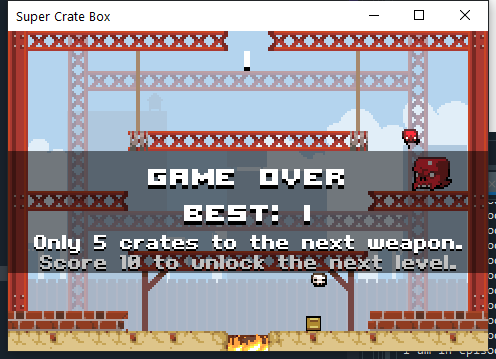 Super Crate Box
1
GAME OVER
BEST: 1
Only 5 crates to the next weapon.
Score 10 to unlock the next level.